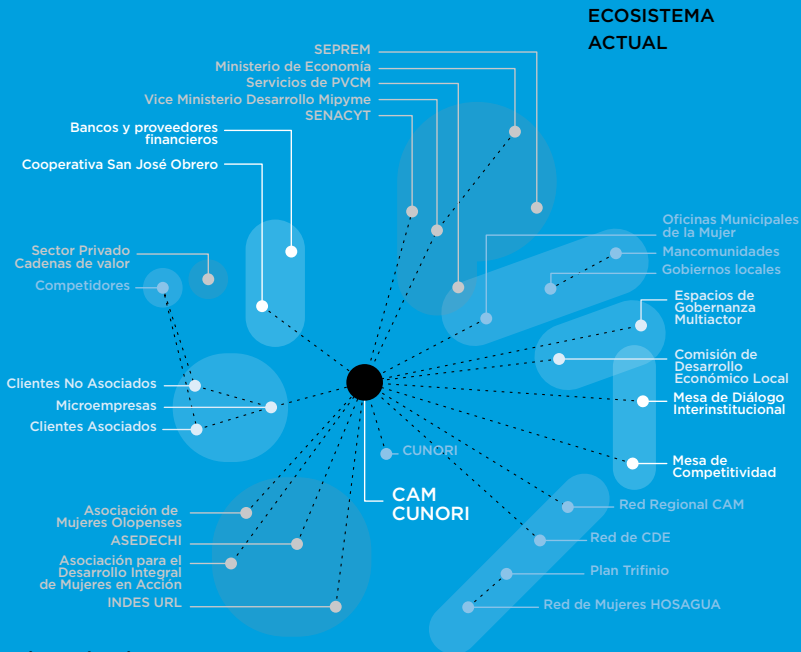 ECOSISTEMA
ACTUAL
SEPREM
Ministerio de Economía
Servicios de PVCM
Vice Ministerio Desarrollo Mipyme
SENACYT
Bancos y proveedores
financieros
Cooperativa San José Obrero
Sector Privado
Cadenas de valor
Competidores
Oficinas Municipales
de la Mujer
Mancomunidades
Gobiernos locales
Espacios de
Gobernanza
Multiactor
Comisión de
Desarrollo
Económico Local
Mesa de Diálogo
Interinstitucional
Mesa de
Competitividad
Clientes No Asociados
Microempresas
Clientes Asociados
CUNORI
CAM
CUNORI
Asociación de
Mujeres Olopenses
ASEDECHI
Asociación para el
Desarrollo Integral
de Mujeres en Acción
INDES URL
Red Regional CAM
Red de CDE
Plan Trifinio
Red de Mujeres HOSAGUA